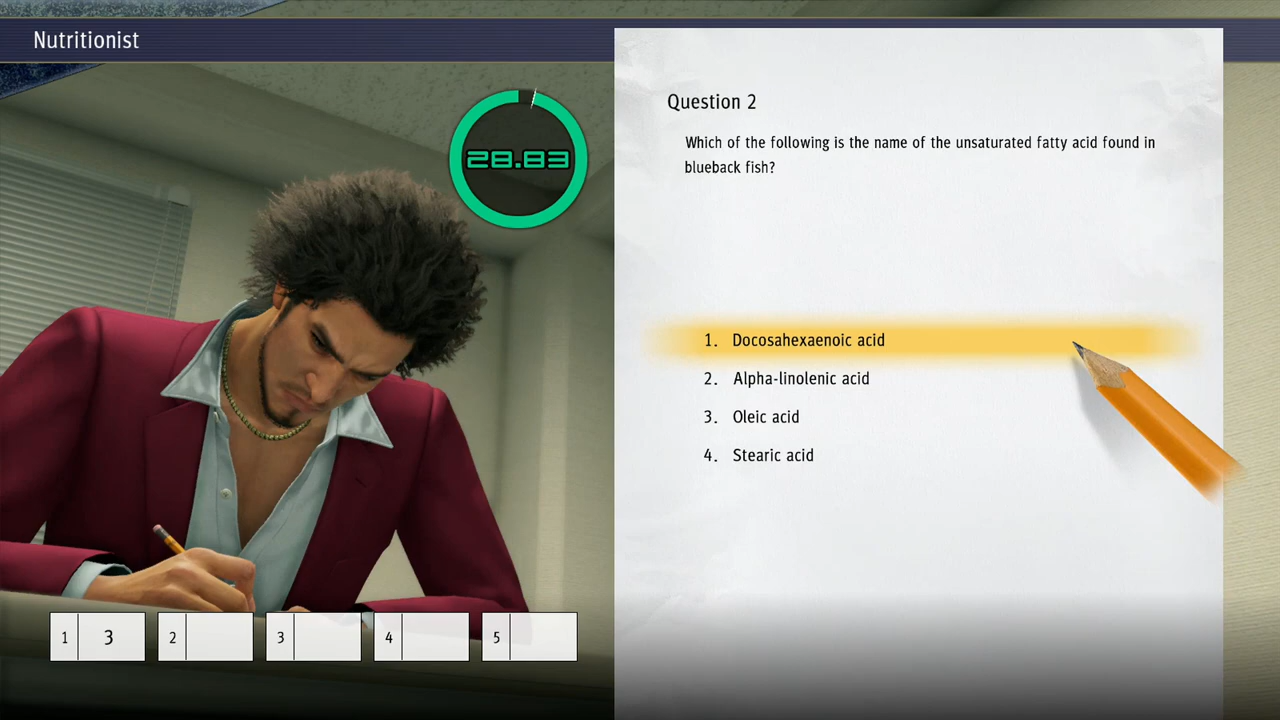 Nutritionist
28.83
Question 2
Which of the following is the name of the unsaturated fatty acid found in
blueback fish?
1. Docosahexaenoic acid
2. Alpha-linolenic acid
3. Oleic acid
4. Stearic acid
1 3 2 3 4 5